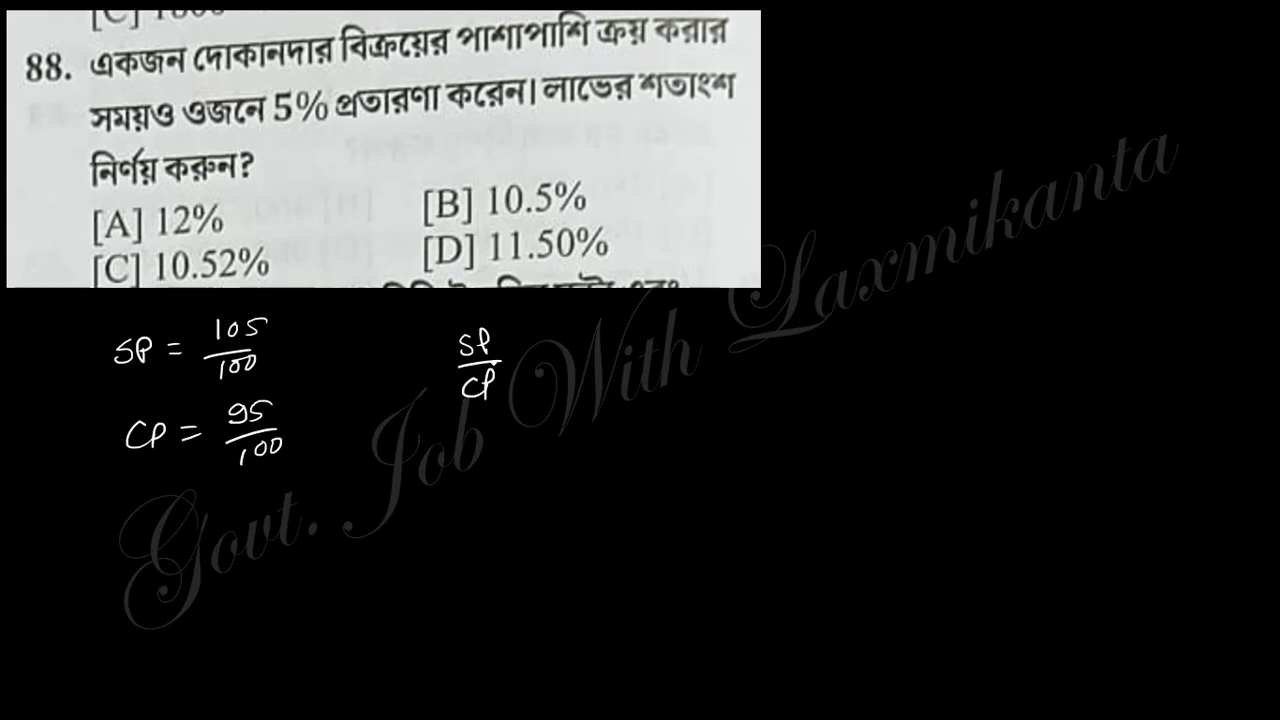 [C] 1000
88. একজন দোকানদার বিক্রয়ের পাশাপাশি ক্রয় করার
সময়ও ওজনে 5% প্রতারণা করেন। লাভের শতাংশ
নির্ণয় করুন?
[A] 12% [B] 10.5%
[C] 10.52% [D] 11.50%
SP = 105/100
SP/CP
CP = 95/100
Govt. Job With Laxmikanta